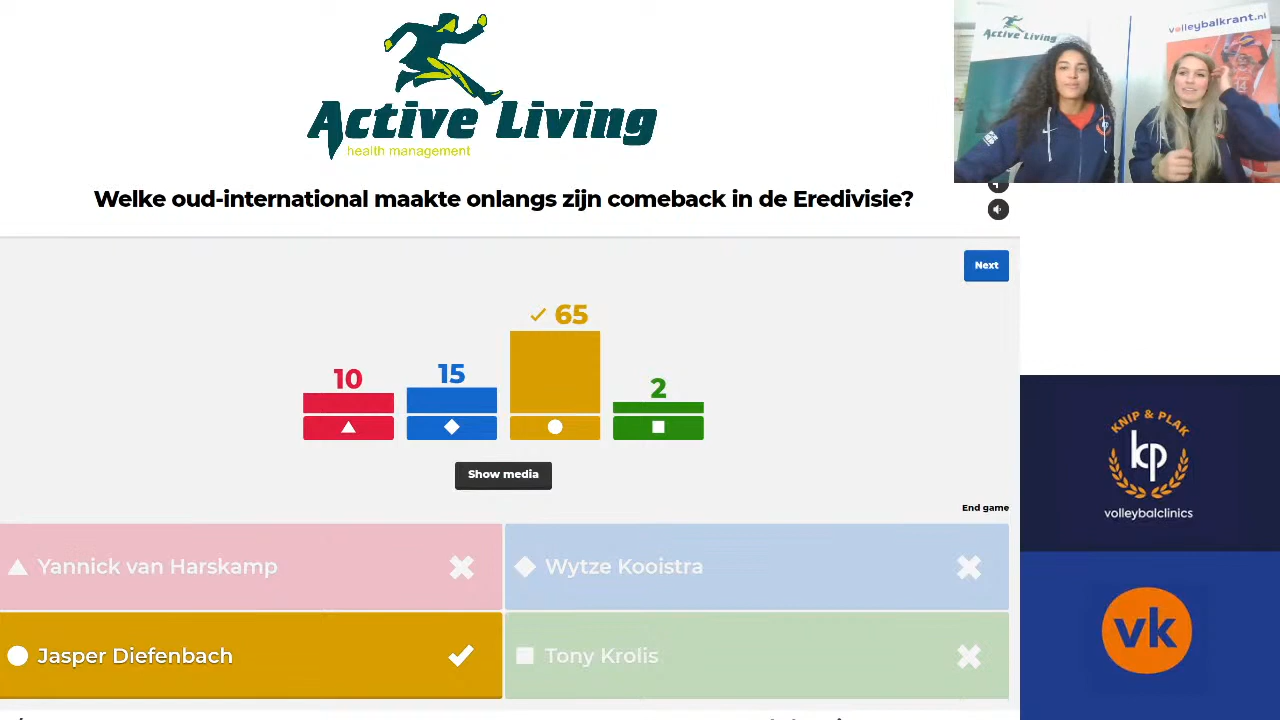 Active Living
health management
Active Living
volleybalkrant.nl
Welke oud-international maakte onlangs zijn comeback in de Eredivisie?
Next
10
15
65
2
Show media
End game
Yannick van Harskamp
Wytze Kooistra
Jasper Diefenbach
Tony Krolis
KNIP & PLAK
kp
volleybalclinics
vk